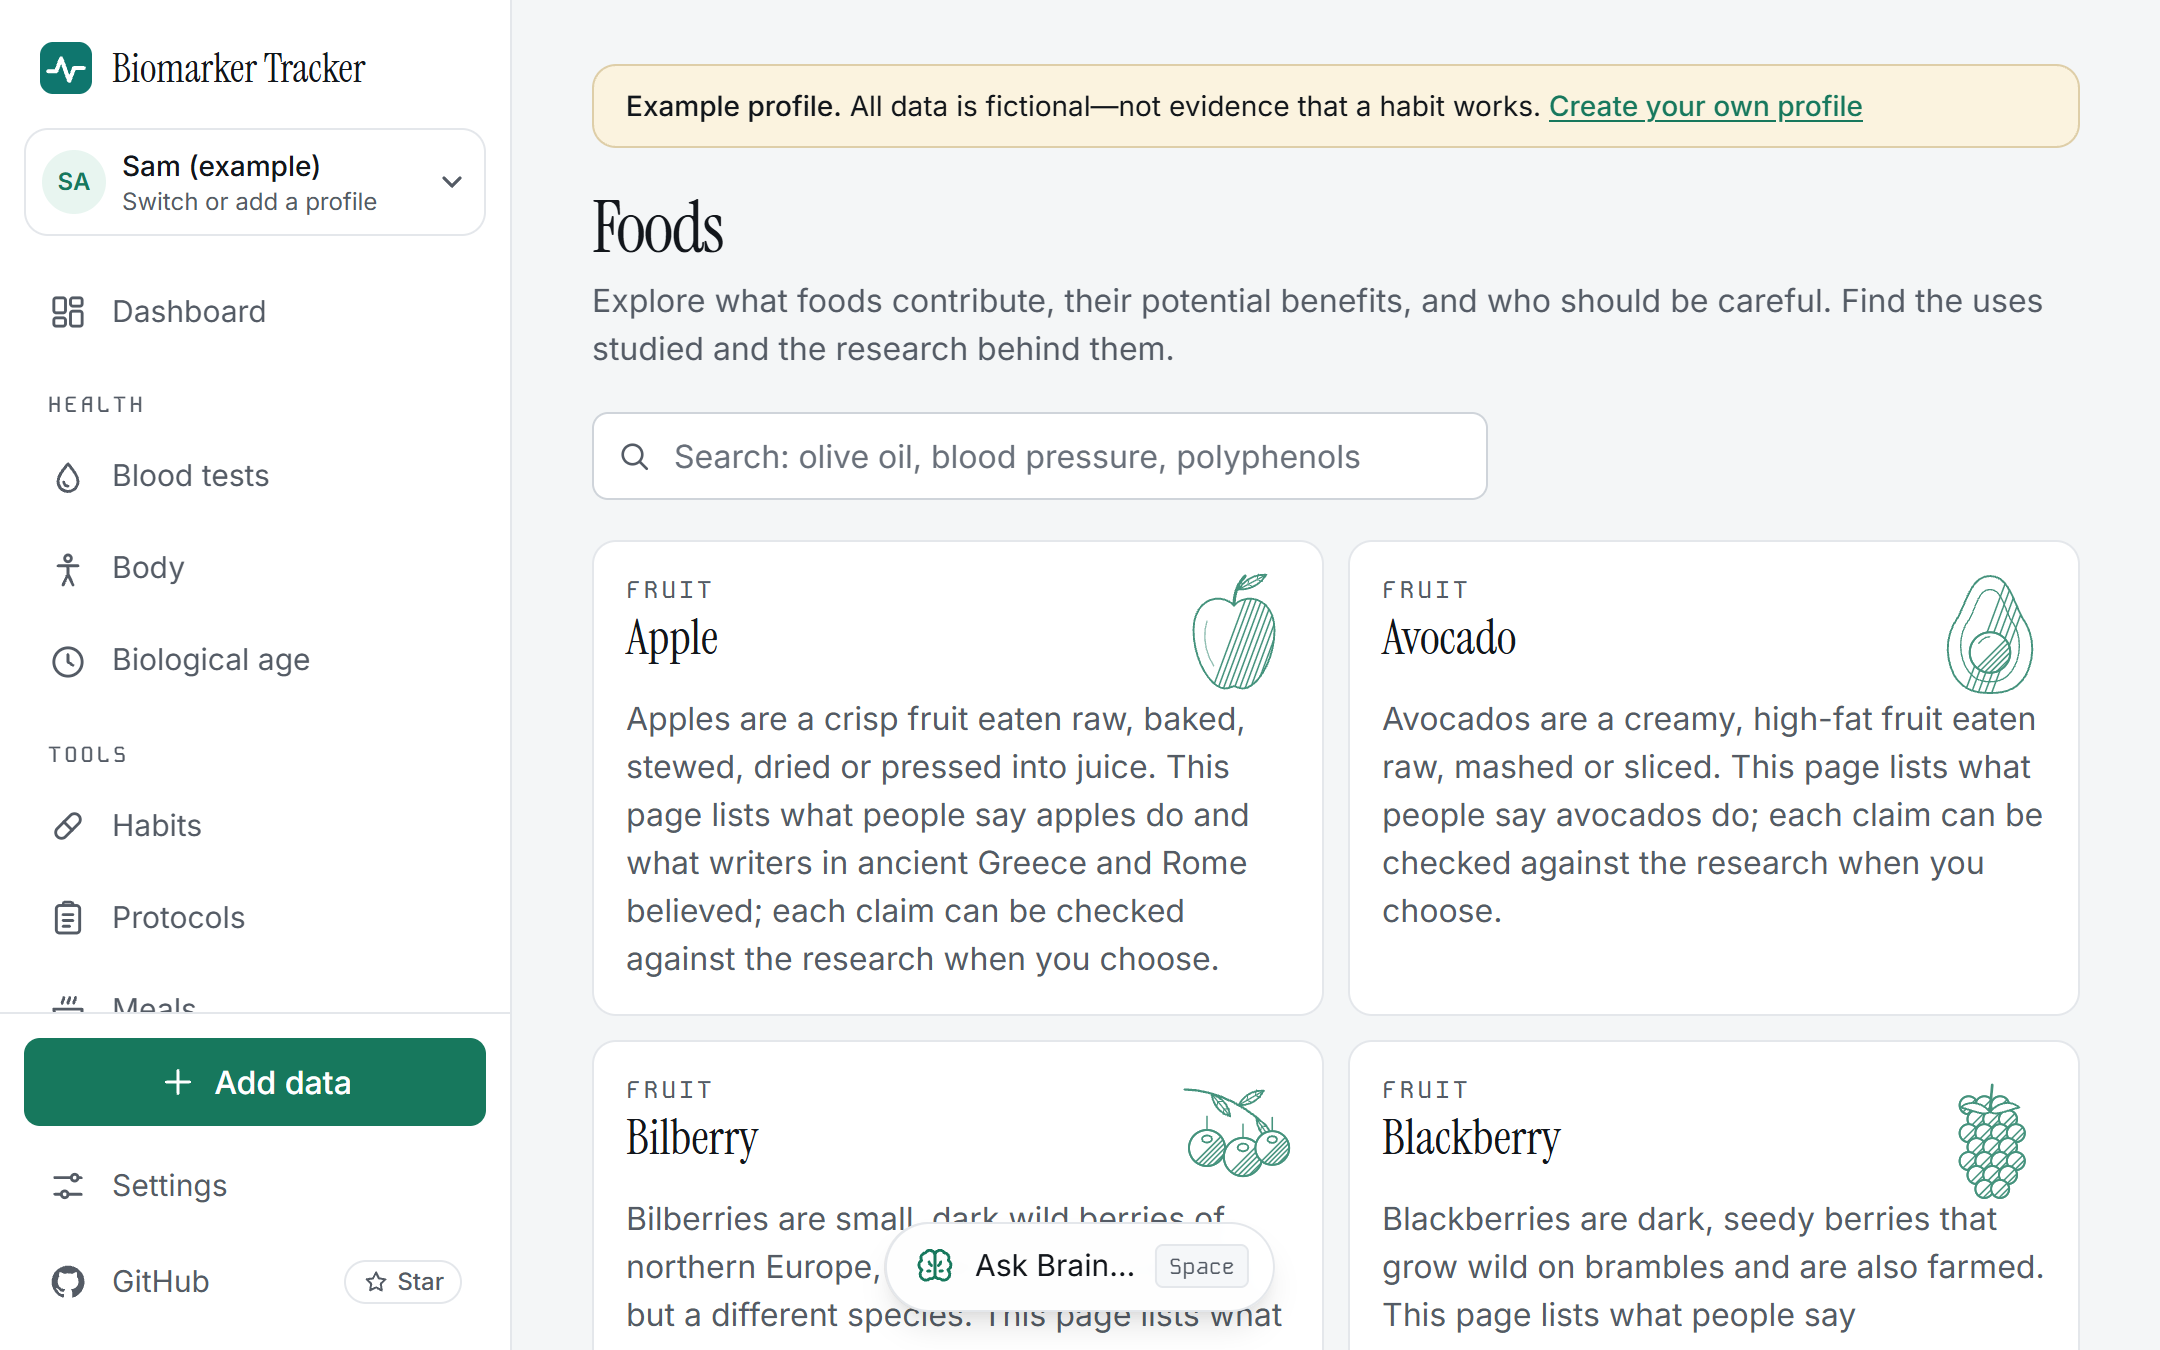 Biomarker Tracker
SA
Sam (example)
Switch or add a profile
Dashboard
HEALTH
Blood tests
Body
Biological age
TOOLS
Habits
Protocols
Meals
Add data
Settings
GitHub
Star
Example profile. All data is fictional—not evidence that a habit works. Create your own profile
Foods
Explore what foods contribute, their potential benefits, and who should be careful. Find the uses
studied and the research behind them.
Search: olive oil, blood pressure, polyphenols
FRUIT
Apple
Apples are a crisp fruit eaten raw, baked,
stewed, dried or pressed into juice. This
page lists what people say apples do and
what writers in ancient Greece and Rome
believed; each claim can be checked
against the research when you choose.
FRUIT
Avocado
Avocados are a creamy, high-fat fruit eaten
raw, mashed or sliced. This page lists what
people say avocados do; each claim can be
checked against the research when you
choose.
FRUIT
Bilberry
Bilberries are small, dark wild berries of
northern Europe,
but a different species. This page lists what
FRUIT
Blackberry
Blackberries are dark, seedy berries that
grow wild on brambles and are also farmed.
This page lists what people say
Ask Brain...
Space